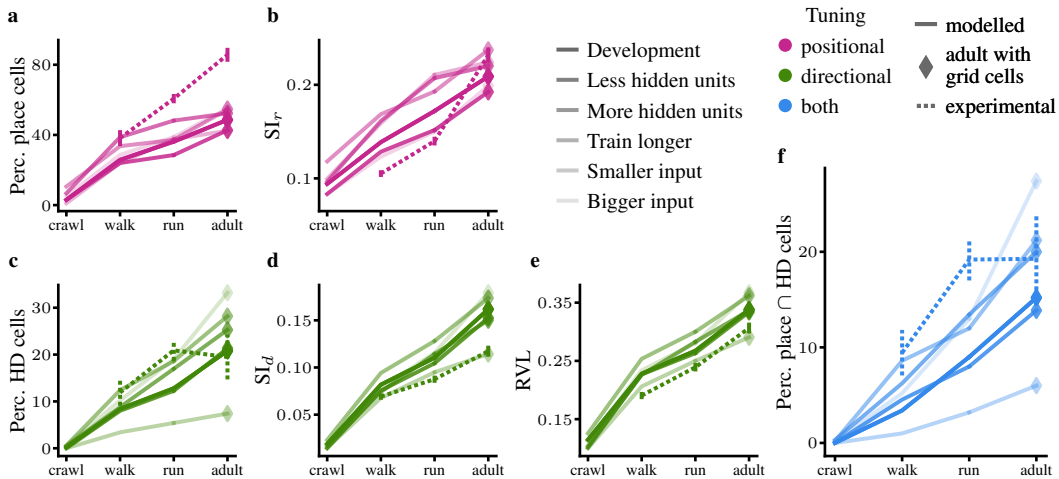 a
Perc. place cells
80
40
0
crawl
walk
run
adult
b
SIr
0.2
0.1
crawl
walk
run
adult
Development
Less hidden units
More hidden units
Train longer
Smaller input
Bigger input
Tuning
positional
directional
both
modelled
adult with
grid cells
experimental
c
Perc. HD cells
30
20
10
0
crawl
walk
run
adult
d
SId
0.15
0.10
0.05
crawl
walk
run
adult
e
RVL
0.35
0.25
0.15
crawl
walk
run
adult
f
Perc. place ∩ HD cells
20
10
0
crawl
walk
run
adult